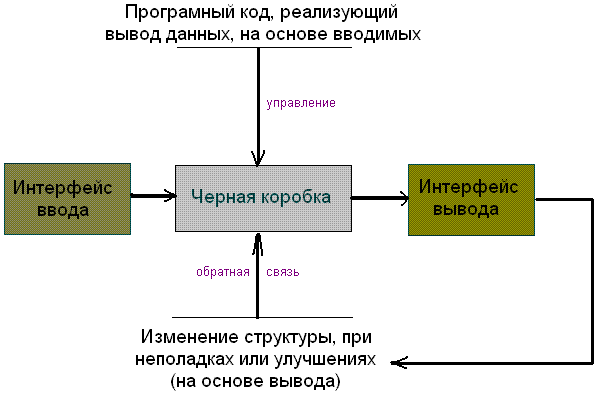 Програмный код, реализующий
вывод данных, на основе вводимых
управление
Интерфейс
ввода
Черная коробка
Интерфейс
вывода
обратная связь
Изменение структуры, при
неполадках или улучшениях
(на основе вывода)